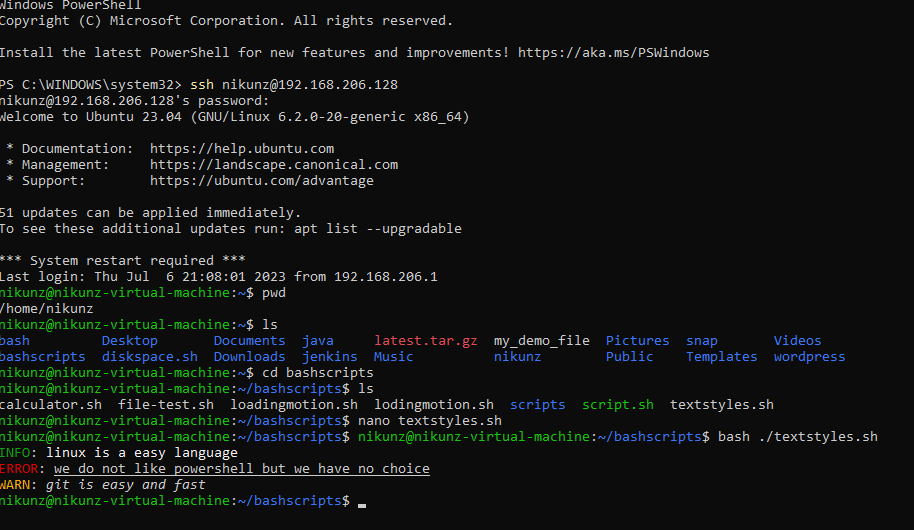 Windows PowerShell
Copyright (C) Microsoft Corporation. All rights reserved.
Install the latest PowerShell for new features and improvements! https://aka.ms/PSWindows
PS C:\WINDOWS\system32> ssh nikunz@192.168.206.128
nikunz@192.168.206.128's password:
Welcome to Ubuntu 23.04 (GNU/Linux 6.2.0-20-generic x86_64)
* Documentation:  https://help.ubuntu.com
* Management:     https://landscape.canonical.com
* Support:        https://ubuntu.com/advantage
51 updates can be applied immediately.
To see these additional updates run: apt list --upgradable
*** System restart required ***
Last login: Thu Jul  6 21:08:01 2023 from 192.168.206.1
nikunz@nikunz-virtual-machine:~$ pwd
/home/nikunz
nikunz@nikunz-virtual-machine:~$ ls
bash         Desktop       Documents  java     latest.tar.gz  my_demo_file  Pictures  snap       Videos
bashscripts  diskspace.sh  Downloads  jenkins  Music          nikunz        Public    Templates  wordpress
nikunz@nikunz-virtual-machine:~$ cd bashscripts
nikunz@nikunz-virtual-machine:~/bashscripts$ ls
calculator.sh  file-test.sh  loadingmotion.sh  lodingmotion.sh  scripts  script.sh  textstyles.sh
nikunz@nikunz-virtual-machine:~/bashscripts$ nano textstyles.sh
nikunz@nikunz-virtual-machine:~/bashscripts$ nikunz@nikunz-virtual-machine:~/bashscripts$ bash ./textstyles.sh
INFO: linux is a easy language
ERROR: we do not like powershell but we have no choice
WARN: git is easy and fast
nikunz@nikunz-virtual-machine:~/bashscripts$